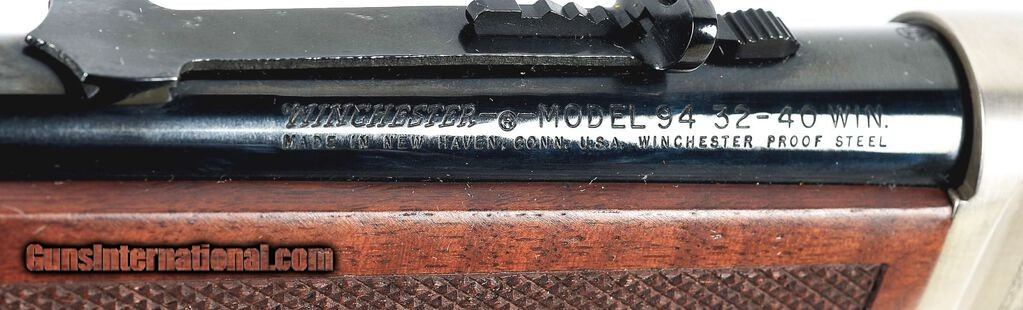 WINCHESTER ® MODEL 94 32-40 WIN.
MADE IN NEW HAVEN, CONN. U.S.A. WINCHESTER PROOF STEEL
GunsInternational.com